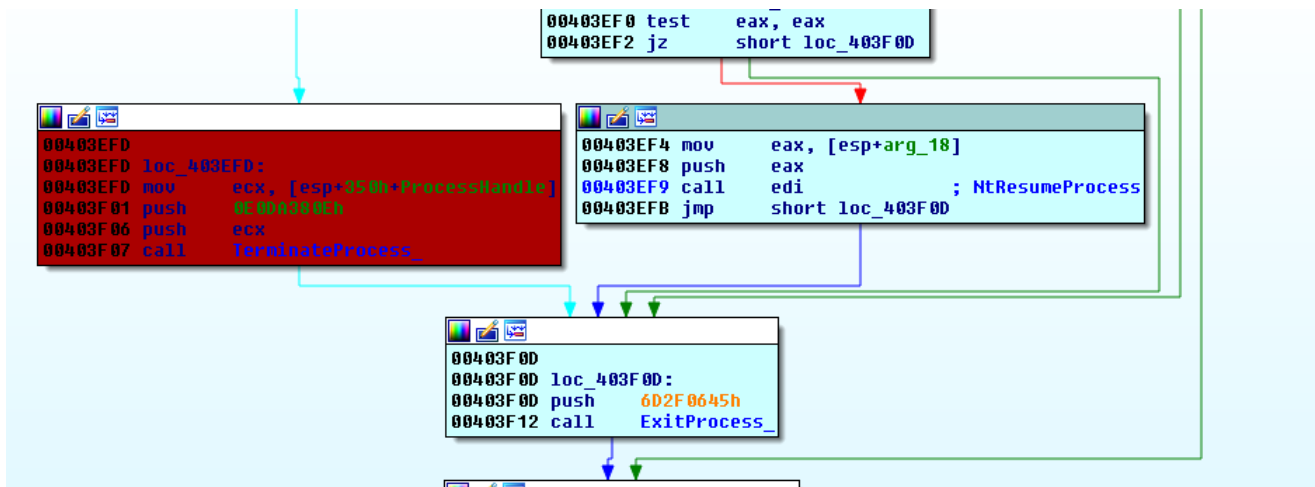 00403EF0 test eax, eax
00403EF2 jz short loc_403F0D
00403EFD
00403EFD loc_403EFD:
00403EFD mov ecx, [esp+350h+ProcessHandle]
00403F01 push 0E0DA380Eh
00403F06 push ecx
00403F07 call TerminateProcess_
00403EF4 mov eax, [esp+arg_18]
00403EF8 push eax
00403EF9 call edi ; NtResumeProcess
00403EFB jmp short loc_403F0D
00403F0D
00403F0D loc_403F0D:
00403F0D push 6D2F0645h
00403F12 call ExitProcess_